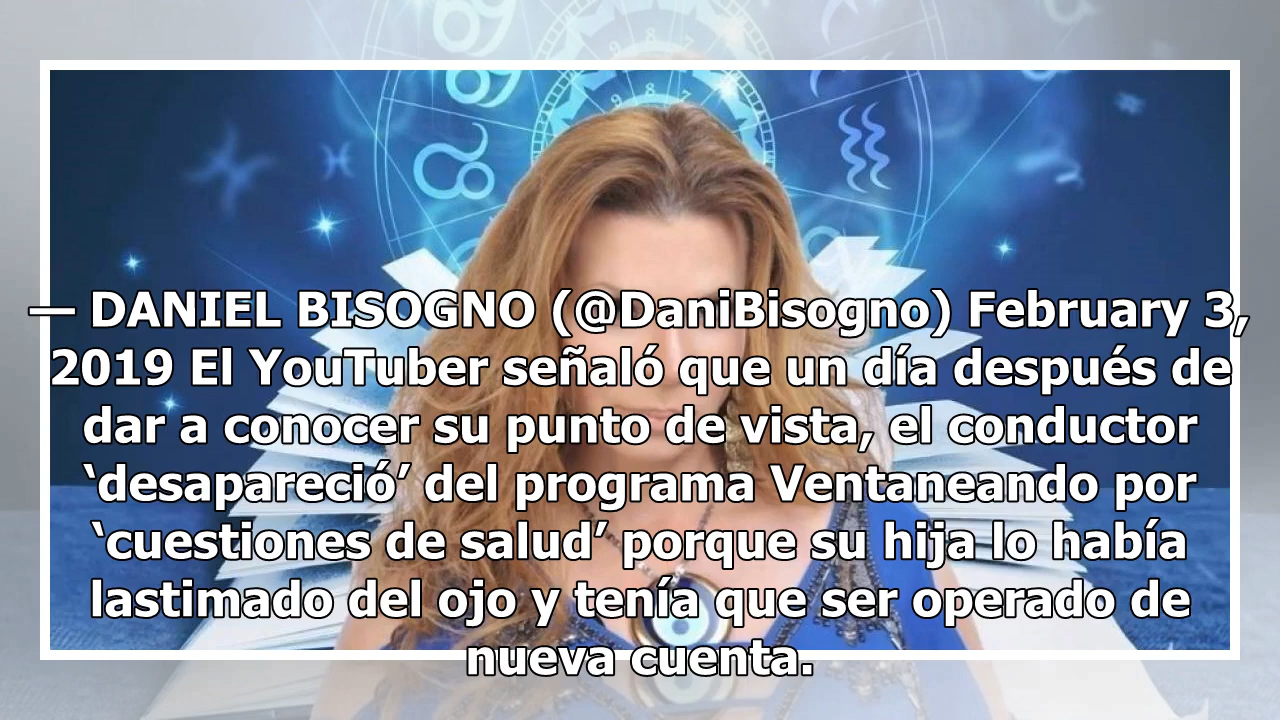 — DANIEL BISOGNO (@DaniBisogno) February 3,
2019 El YouTuber señaló que un día después de
dar a conocer su punto de vista, el conductor
‘desapareció’ del programa Ventaneando por
‘cuestiones de salud’ porque su hija lo había
lastimado del ojo y tenía que ser operado de
nueva cuenta.